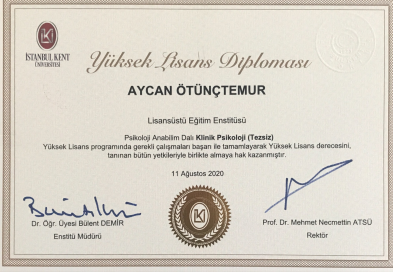 İSTANBUL KENT
ÜNİVERSİTESİ
Yüksek Lisans Diploması
AYCAN ÖTÜNÇTEMUR
Lisansüstü Eğitim Enstitüsü
Psikoloji Anabilim Dalı Klinik Psikoloji (Tezsiz)
Yüksek Lisans programında gerekli çalışmaları başarı ile tamamlayarak Yüksek Lisans derecesini,
tanınan bütün yetkileriyle birlikte almaya hak kazanmıştır.
11 Ağustos 2020
Dr. Öğr. Üyesi Bülent DEMİR
Enstitü Müdürü
Prof. Dr. Mehmet Necmettin ATSÜ
Rektör